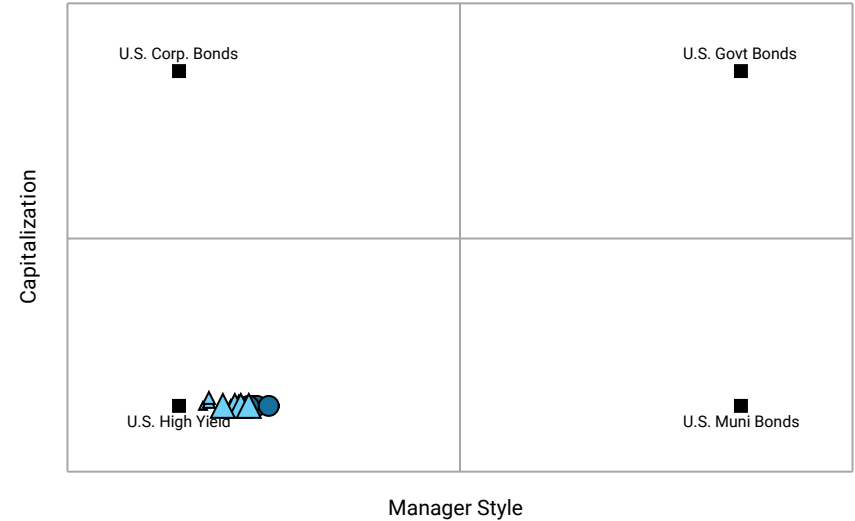 U.S. Corp. Bonds
U.S. Govt Bonds
Capitalization
U.S. High Yield
U.S. Muni Bonds
Manager Style